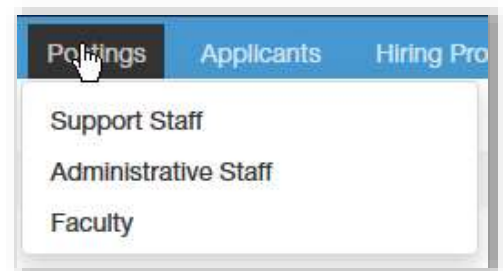 Postings Applicants Hiring Pro
Support Staff
Administrative Staff
Faculty